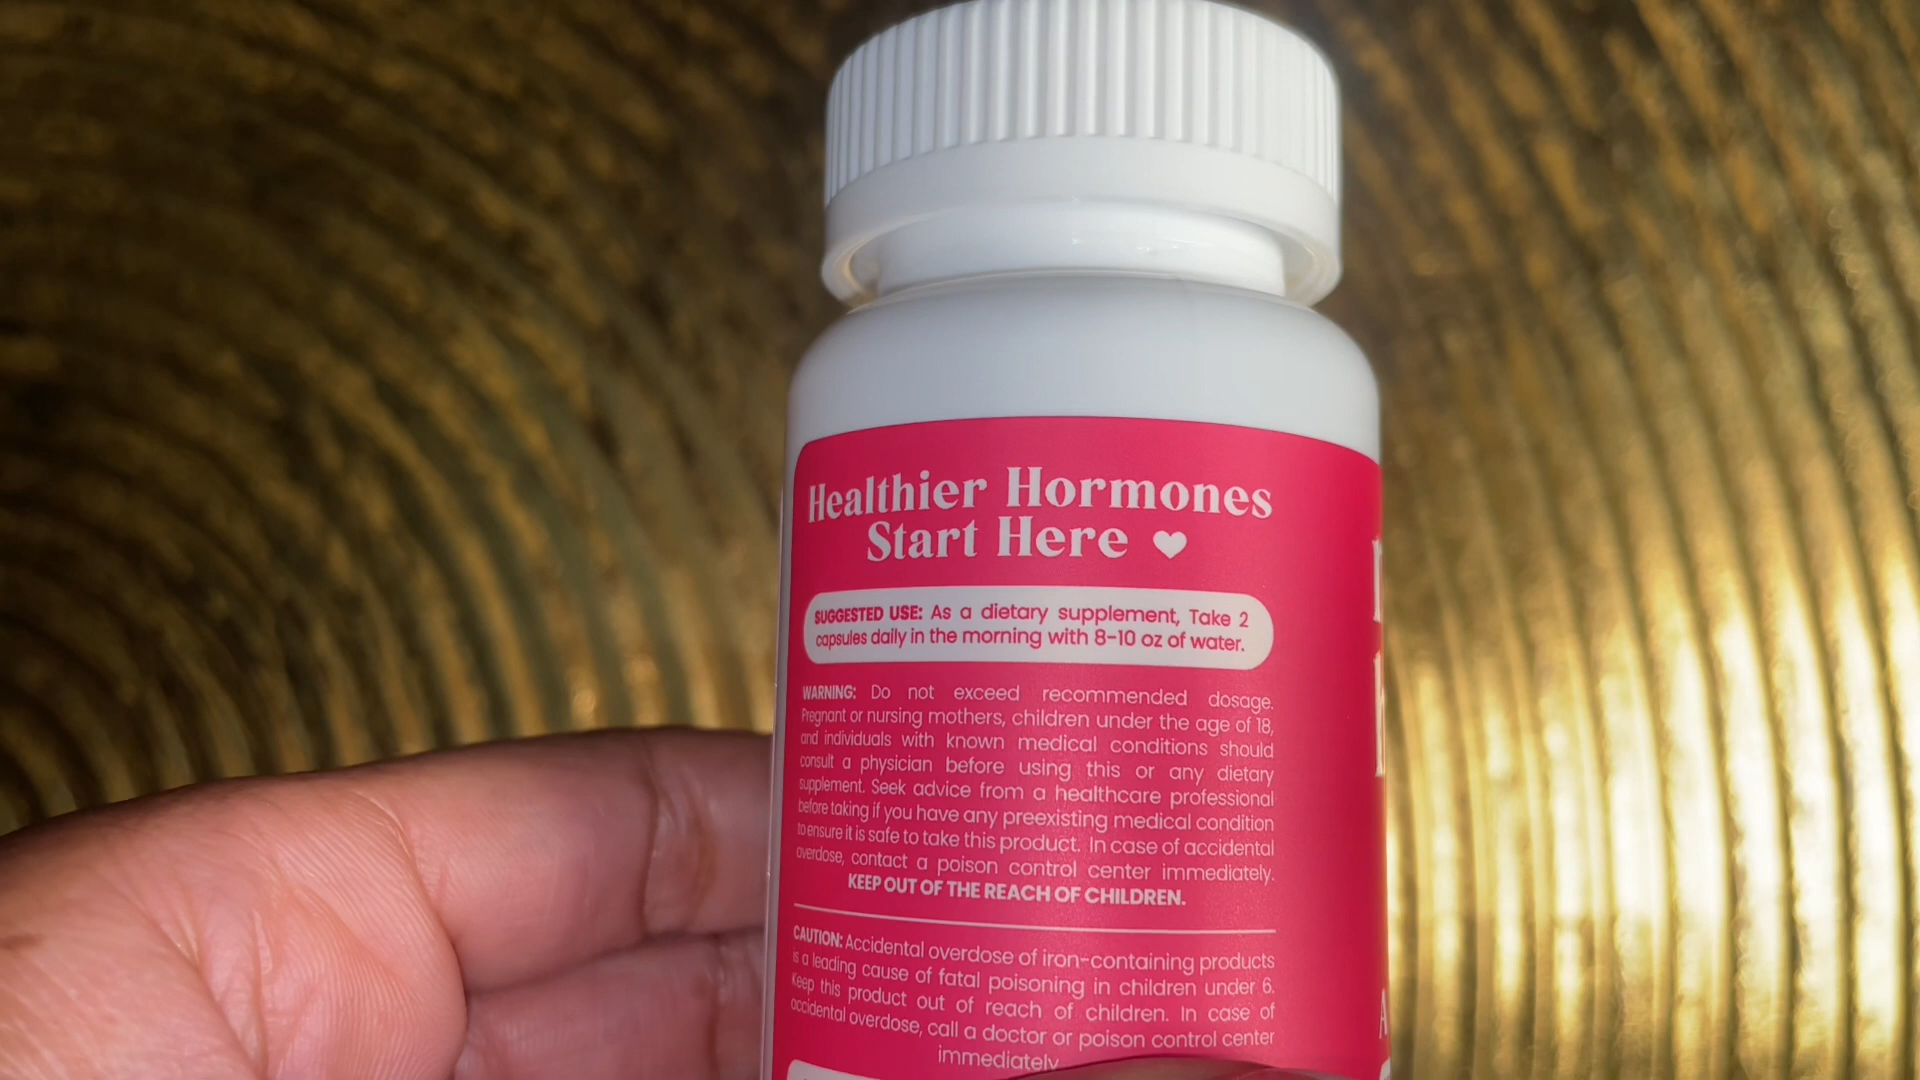 Healthier Hormones
Start Here
SUGGESTED USE: As a dietary supplement, Take 2
capsules daily in the morning with 8-10 oz of water.
WARNING: Do not exceed recommended dosage.
Pregnant or nursing mothers, children under the age of 18,
and individuals with known medical conditions should
consult a physician before using this or any dietary
supplement. Seek advice from a healthcare professional
before taking if you have any preexisting medical condition
to ensure it is safe to take this product. In case of accidental
overdose, contact a poison control center immediately.
KEEP OUT OF THE REACH OF CHILDREN.
CAUTION: Accidental overdose of iron-containing products
is a leading cause of fatal poisoning in children under 6.
Keep this product out of reach of children. In case of
accidental overdose, call a doctor or poison control center
immediately